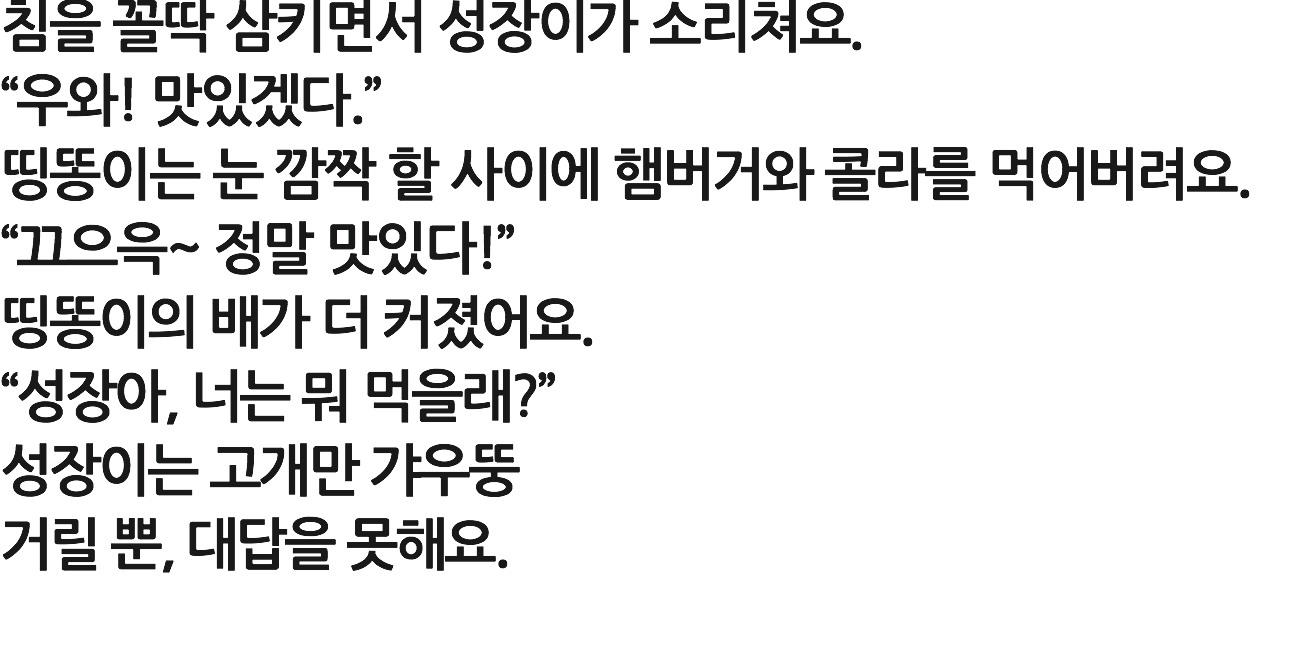 침을 꼴딱 삼키면서 성장이가 소리쳐요.
“우와! 맛있겠다.”
띵똥이는 눈 깜짝 할 사이에 햄버거와 콜라를 먹어버려요.
“끄으윽~ 정말 맛있다!”
띵똥이의 배가 더 커졌어요.
“성장아, 너는 뭐 먹을래?”
성장이는 고개만 갸우뚱
거릴 뿐, 대답을 못해요.